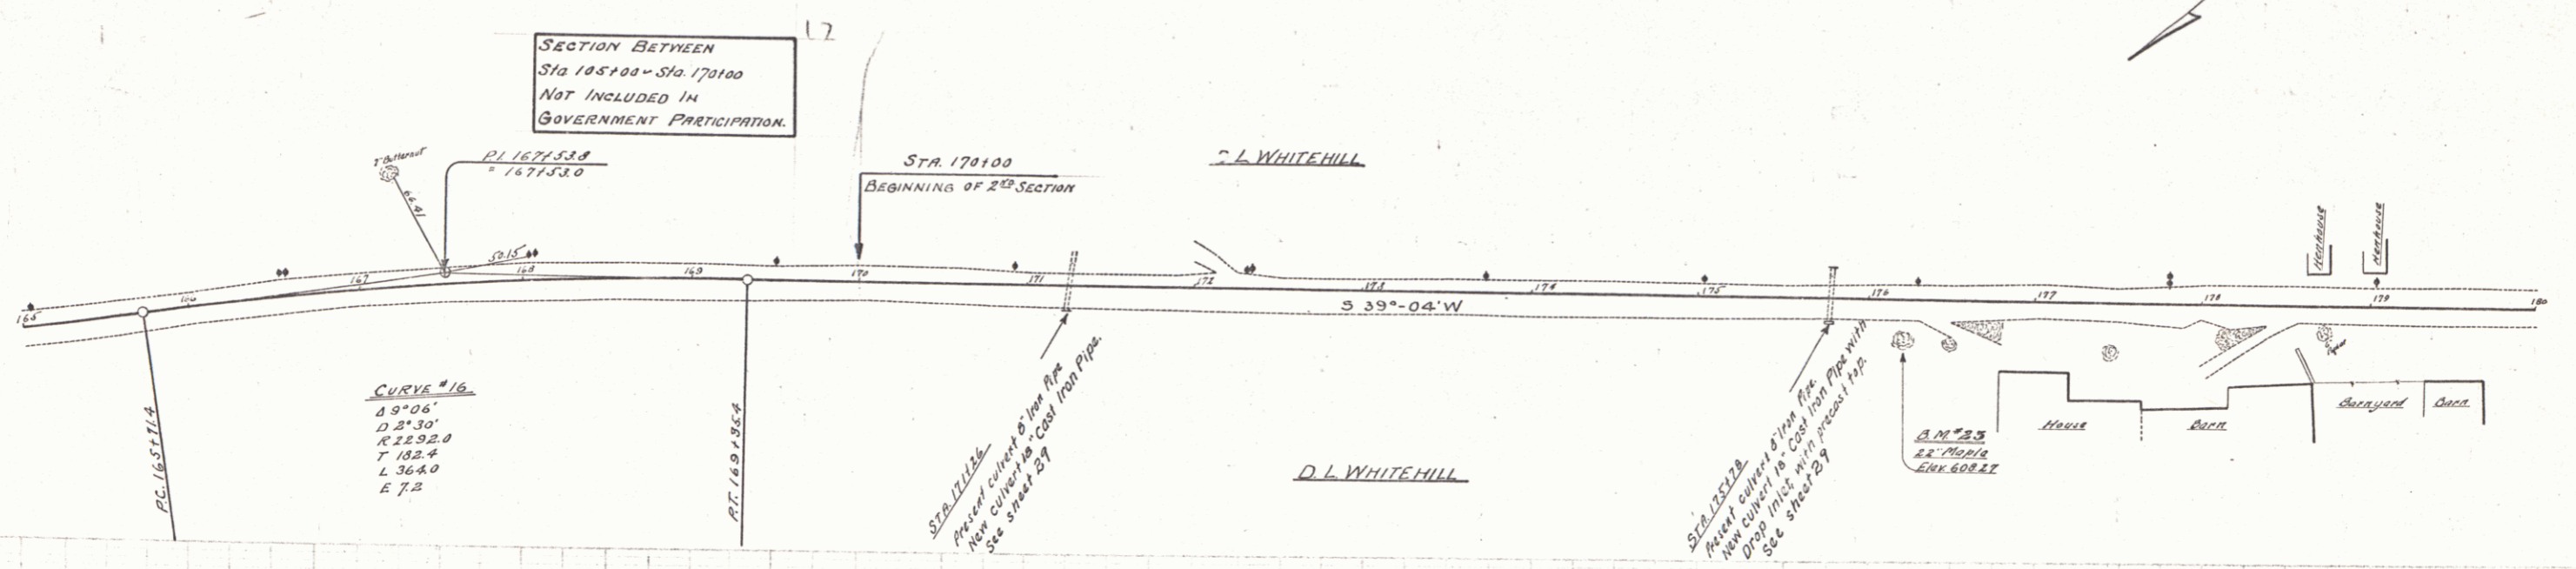 17
SECTION BETWEEN
Sta 105+00 - Sta. 170+00
NOT INCLUDED IN
GOVERNMENT PARTICIPATION.
Butternut
66.41
P.I. 167+53.8
= 167+53.0
50.15
STA. 170+00
BEGINNING OF 2ND SECTION
L WHITEHILL
Henhouse
Henhouse
165
166
167
168
169
170
171
172
173
174
175
176
177
178
179
180
S 39°-04' W
P.C. 165+71.4
CURVE #16
Δ 9°06'
D 2°30'
R 2292.0
T 182.4
L 364.0
E 7.2
P.T. 169+35.4
STA. 171+26
Present culvert 8" Iron Pipe
New culvert 18" Cast Iron Pipe.
See sheet 29
D. L. WHITEHILL
STA. 175+78
Present culvert 8" Iron Pipe.
New culvert 18" Cast Iron Pipe with
Drop Inlet, with precast top.
See sheet 29
B.M. #25
22" Maple
Elev. 608.27
House
Barn
Barnyard
Barn